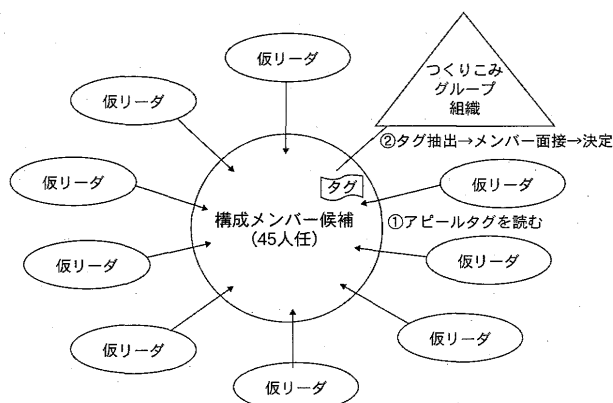 仮リーダ
つくりこみ
グループ
組織
仮リーダ
②タグ抽出→メンバー面接→決定
仮リーダ
タグ
仮リーダ
構成メンバー候補
(45人任)
①アピールタグを読む
仮リーダ
仮リーダ
仮リーダ
仮リーダ
仮リーダ
仮リーダ